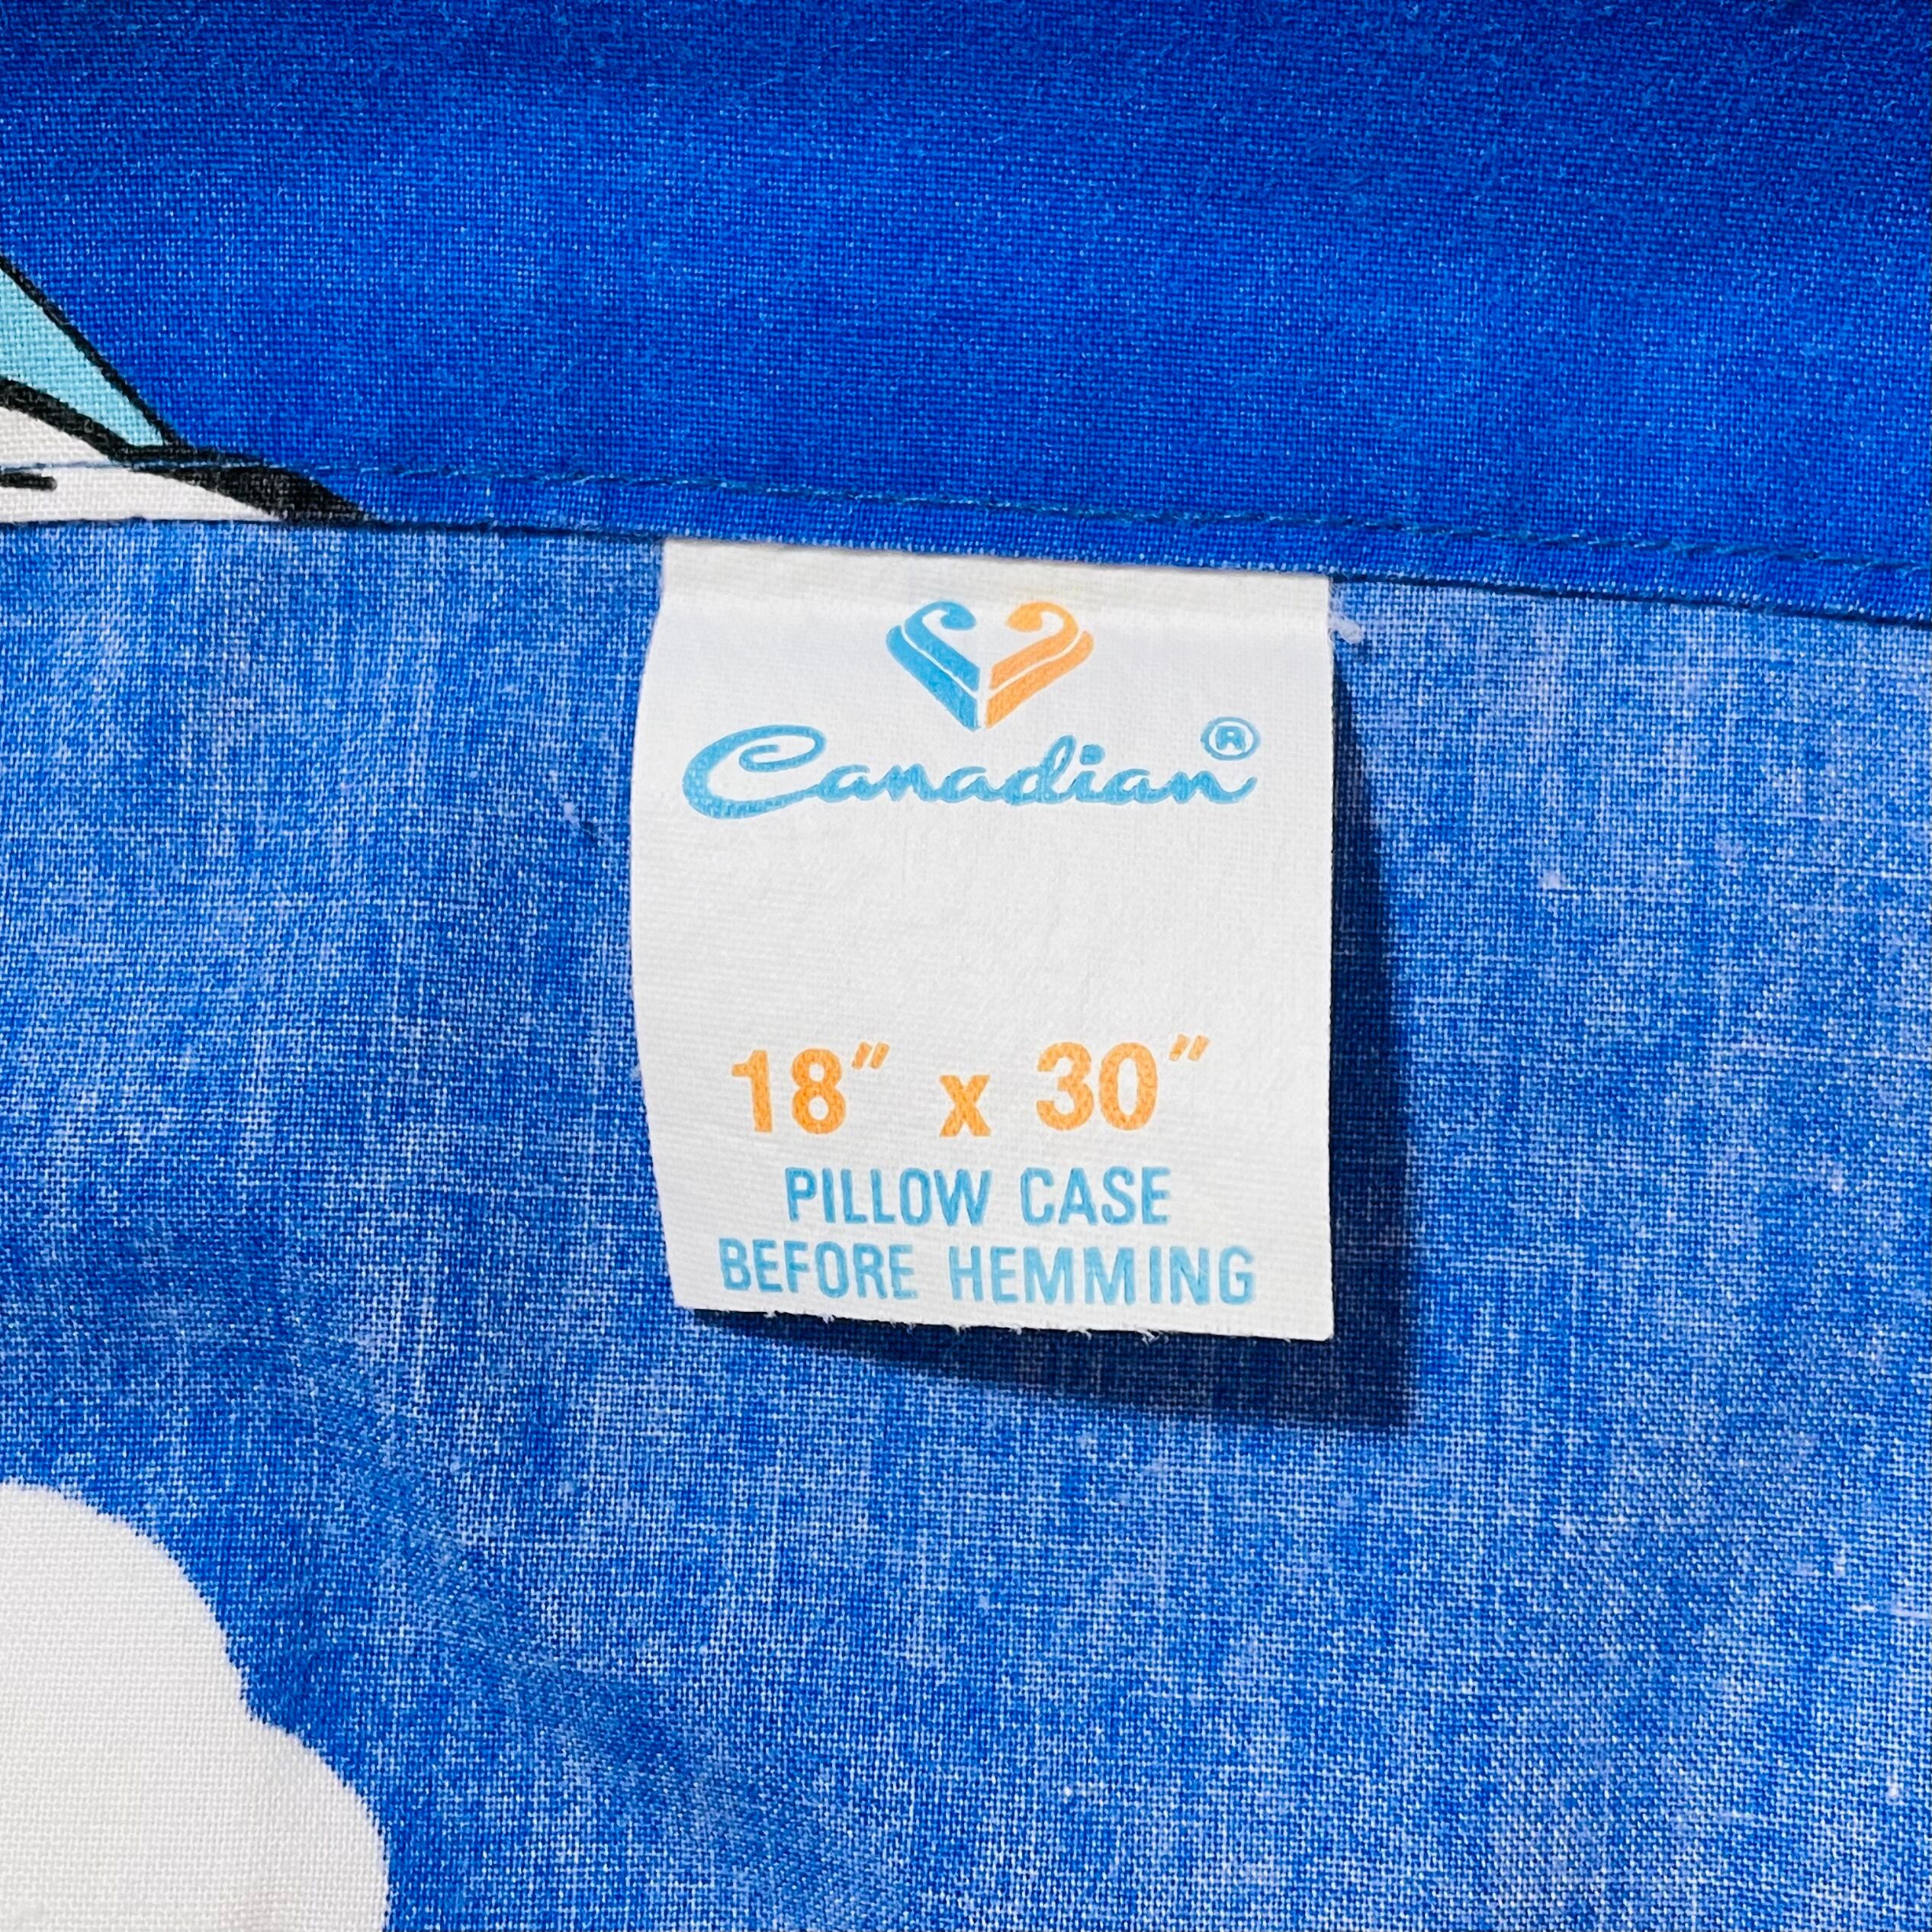 Canadian®
18" x 30"
PILLOW CASE
BEFORE HEMMING